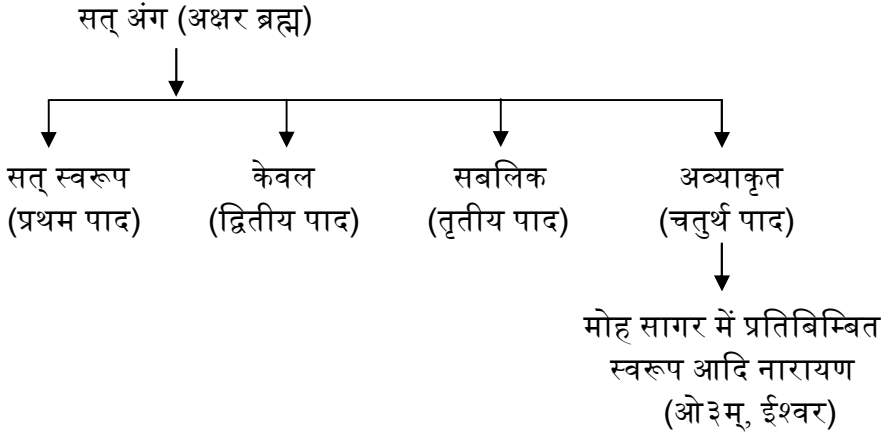 सत् अंग (अक्षर ब्रह्म)
सत् स्वरूप केवल सबलिक अव्याकृत
(प्रथम पाद) (द्वितीय पाद) (तृतीय पाद) (चतुर्थ पाद)
मोह सागर में प्रतिबिम्बित
स्वरूप आदि नारायण
(ओ३म्, ईश्वर)